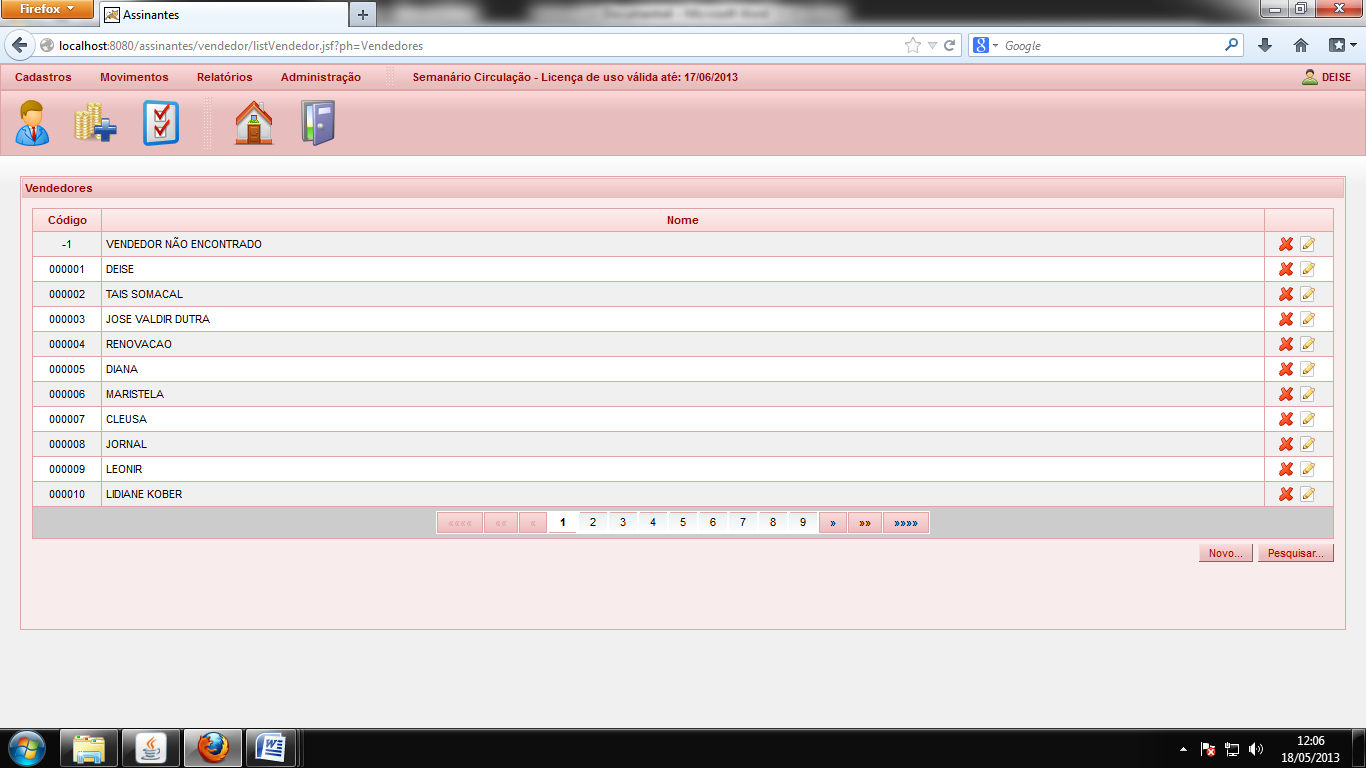 Firefox
Assinantes
localhost:8080/assinantes/vendedor/listVendedor.jsf?ph=Vendedores
Google
Cadastros Movimentos Relatórios Administração Semanário Circulação - Licença de uso válida até: 17/06/2013 DEISE
Vendedores
Código Nome
-1 VENDEDOR NÃO ENCONTRADO
000001 DEISE
000002 TAIS SOMACAL
000003 JOSE VALDIR DUTRA
000004 RENOVACAO
000005 DIANA
000006 MARISTELA
000007 CLEUSA
000008 JORNAL
000009 LEONIR
000010 LIDIANE KOBER
«««« «« « 1 2 3 4 5 6 7 8 9 » »» »»»»
Novo... Pesquisar...
12:06
18/05/2013